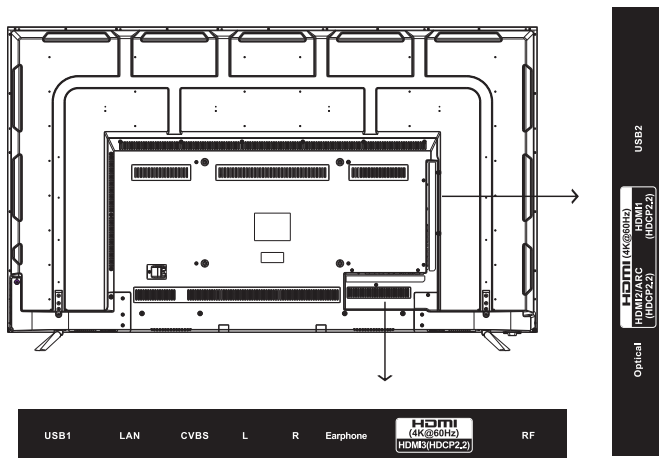 USB2
HDMI (4K@60Hz)
HDMI2/ARC HDMI1
(HDCP2.2) (HDCP2.2)
Optical
USB1 LAN CVBS L R Earphone HDMI RF
(4K@60Hz)
HDMI3(HDCP2.2)